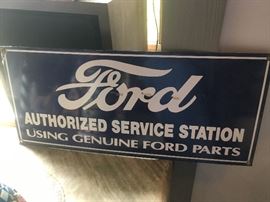 Ford
AUTHORIZED SERVICE STATION
USING GENUINE FORD PARTS